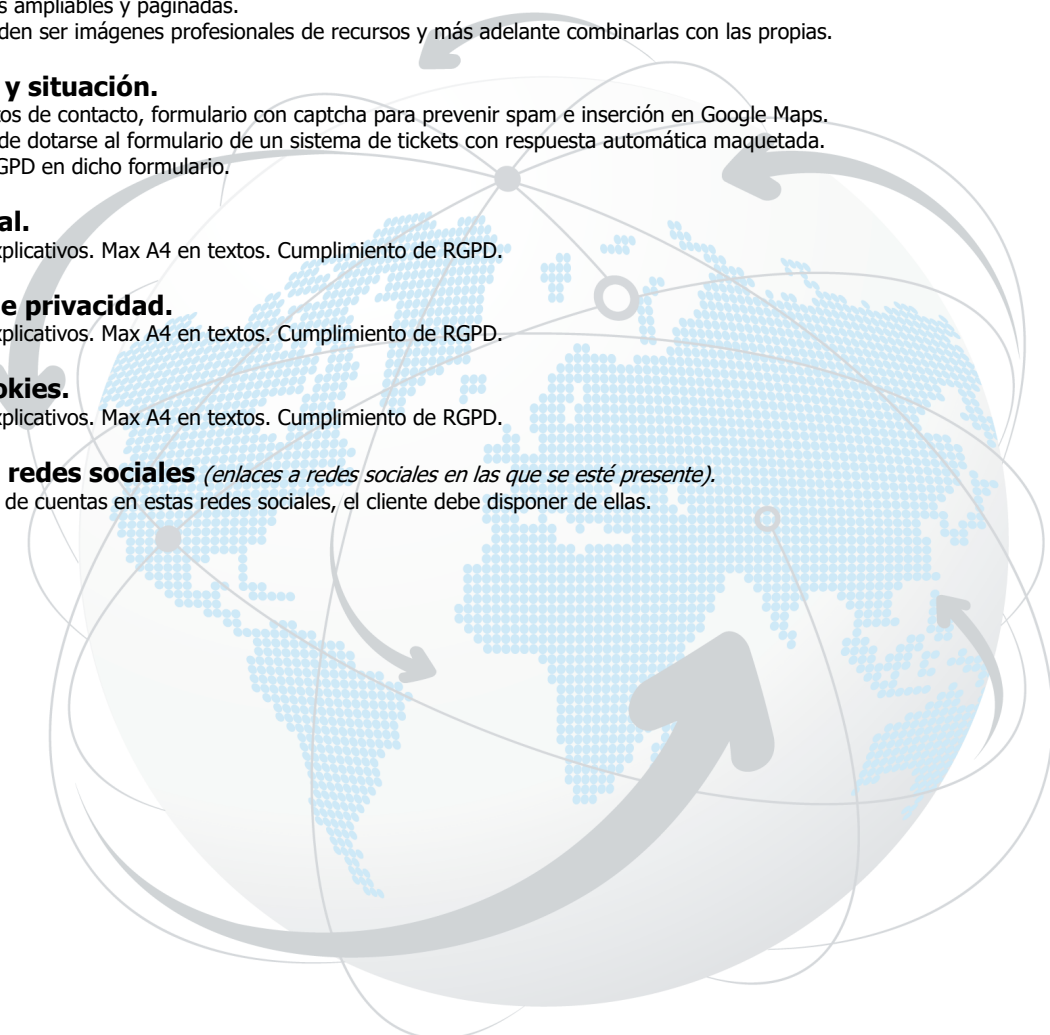 s ampliables y paginadas.
den ser imágenes profesionales de recursos y más adelante combinarlas con las propias.
y situación.
tos de contacto, formulario con captcha para prevenir spam e inserción en Google Maps.
de dotarse al formulario de un sistema de tickets con respuesta automática maquetada.
GPD en dicho formulario.
al.
xplicativos. Max A4 en textos. Cumplimiento de RGPD.
e privacidad.
xplicativos. Max A4 en textos. Cumplimiento de RGPD.
okies.
xplicativos. Max A4 en textos. Cumplimiento de RGPD.
redes sociales (enlaces a redes sociales en las que se esté presente).
de cuentas en estas redes sociales, el cliente debe disponer de ellas.